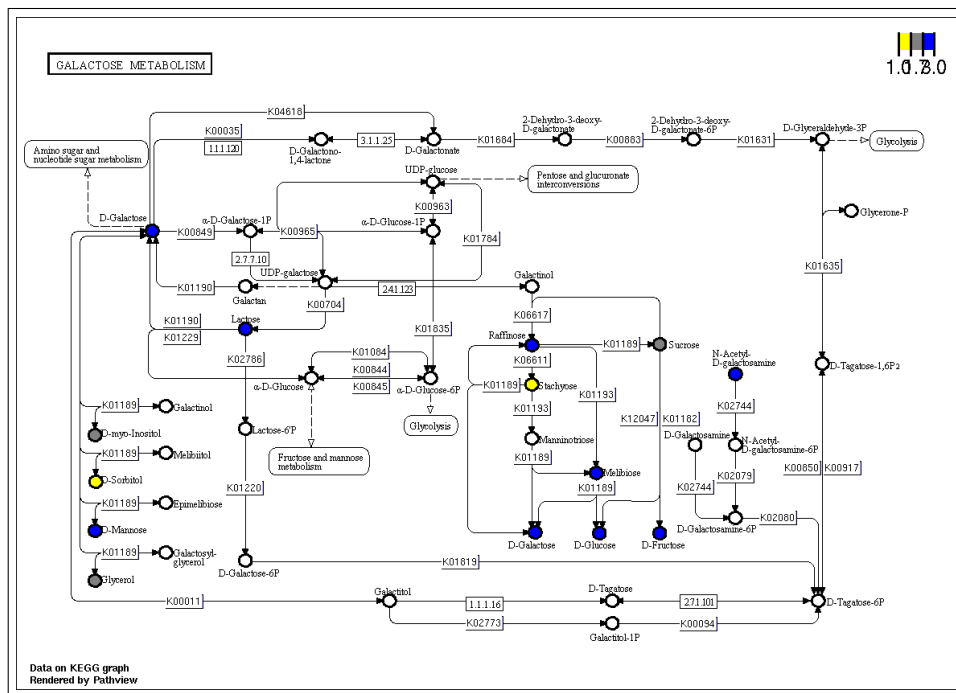 GALACTOSE METABOLISM
K04618
K00035
1.1.1.120
3.1.1.25
D-Galactono-
1,4-lactone
D-Galactonate
K01684
2-Dehydro-3-deoxy-
D-galactonate
K00883
2-Dehydro-3-deoxy-
D-galactonate-6P
K01631
D-Glyceraldehyde-3P
Glycolysis
Amino sugar and
nucleotide sugar metabolism
UDP-glucose
Pentose and glucuronate
interconversions
K00963
D-Galactose
K00849
α-D-Galactose-1P
K00965
α-D-Glucose-1P
K01784
Glycerone-P
2.7.7.10
UDP-galactose
K01190
Galactan
K00704
2.4.1.123
Galactinol
K01635
K01190
K01229
Lactose
K01835
K06617
Raffinose
K01189
Sucrose
K02786
K01084
K00844
K00845
α-D-Glucose
α-D-Glucose-6P
K06611
K01189
Stachyose
N-Acetyl-
D-galactosamine
D-Tagatose-1,6P2
K01193
K01193
K02744
K01189
Galactinol
D-myo-Inositol
Lactose-6'P
Glycolysis
Manninotriose
K12047
K01182
D-Galactosamine
N-Acetyl-
D-galactosamine-6P
K01189
Melibiitol
D-Sorbitol
Fructose and mannose
metabolism
K01189
Melibiose
K01189
K02744
K02079
K00850
K00917
K01220
K01189
Epimelibiose
D-Mannose
D-Galactose
D-Glucose
D-Fructose
D-Galactosamine-6P
K02080
K01189
Galactosyl-
glycerol
Glycerol
D-Galactose-6P
K01819
K00011
Galactitol
1.1.1.16
D-Tagatose
2.7.1.101
D-Tagatose-6P
K02773
Galactitol-1P
K00094
Data on KEGG graph
Rendered by Pathview